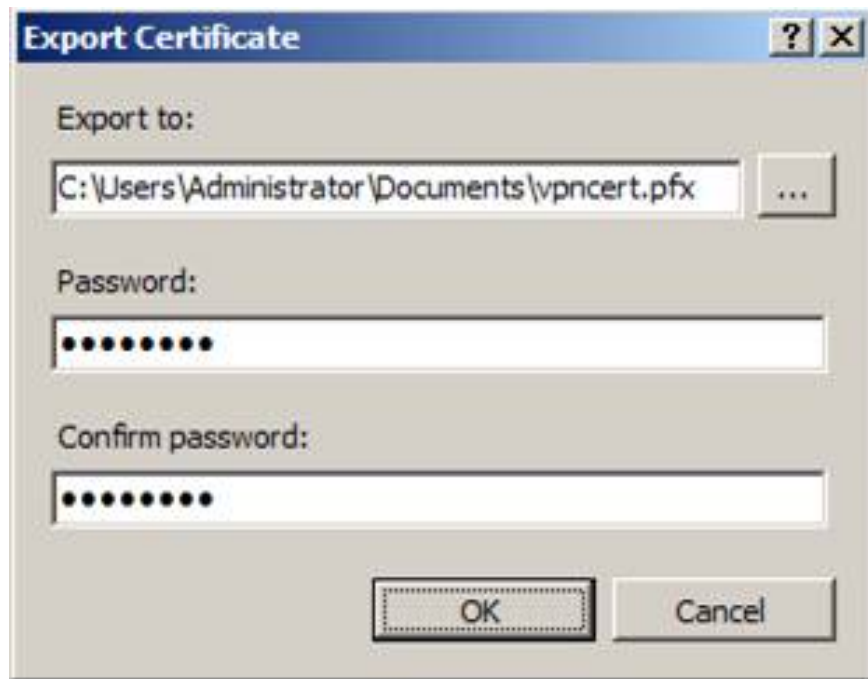 Export Certificate
Export to:
C:\Users\Administrator\Documents\vpncert.pfx
...
Password:
••••••••
Confirm password:
••••••••
OK
Cancel